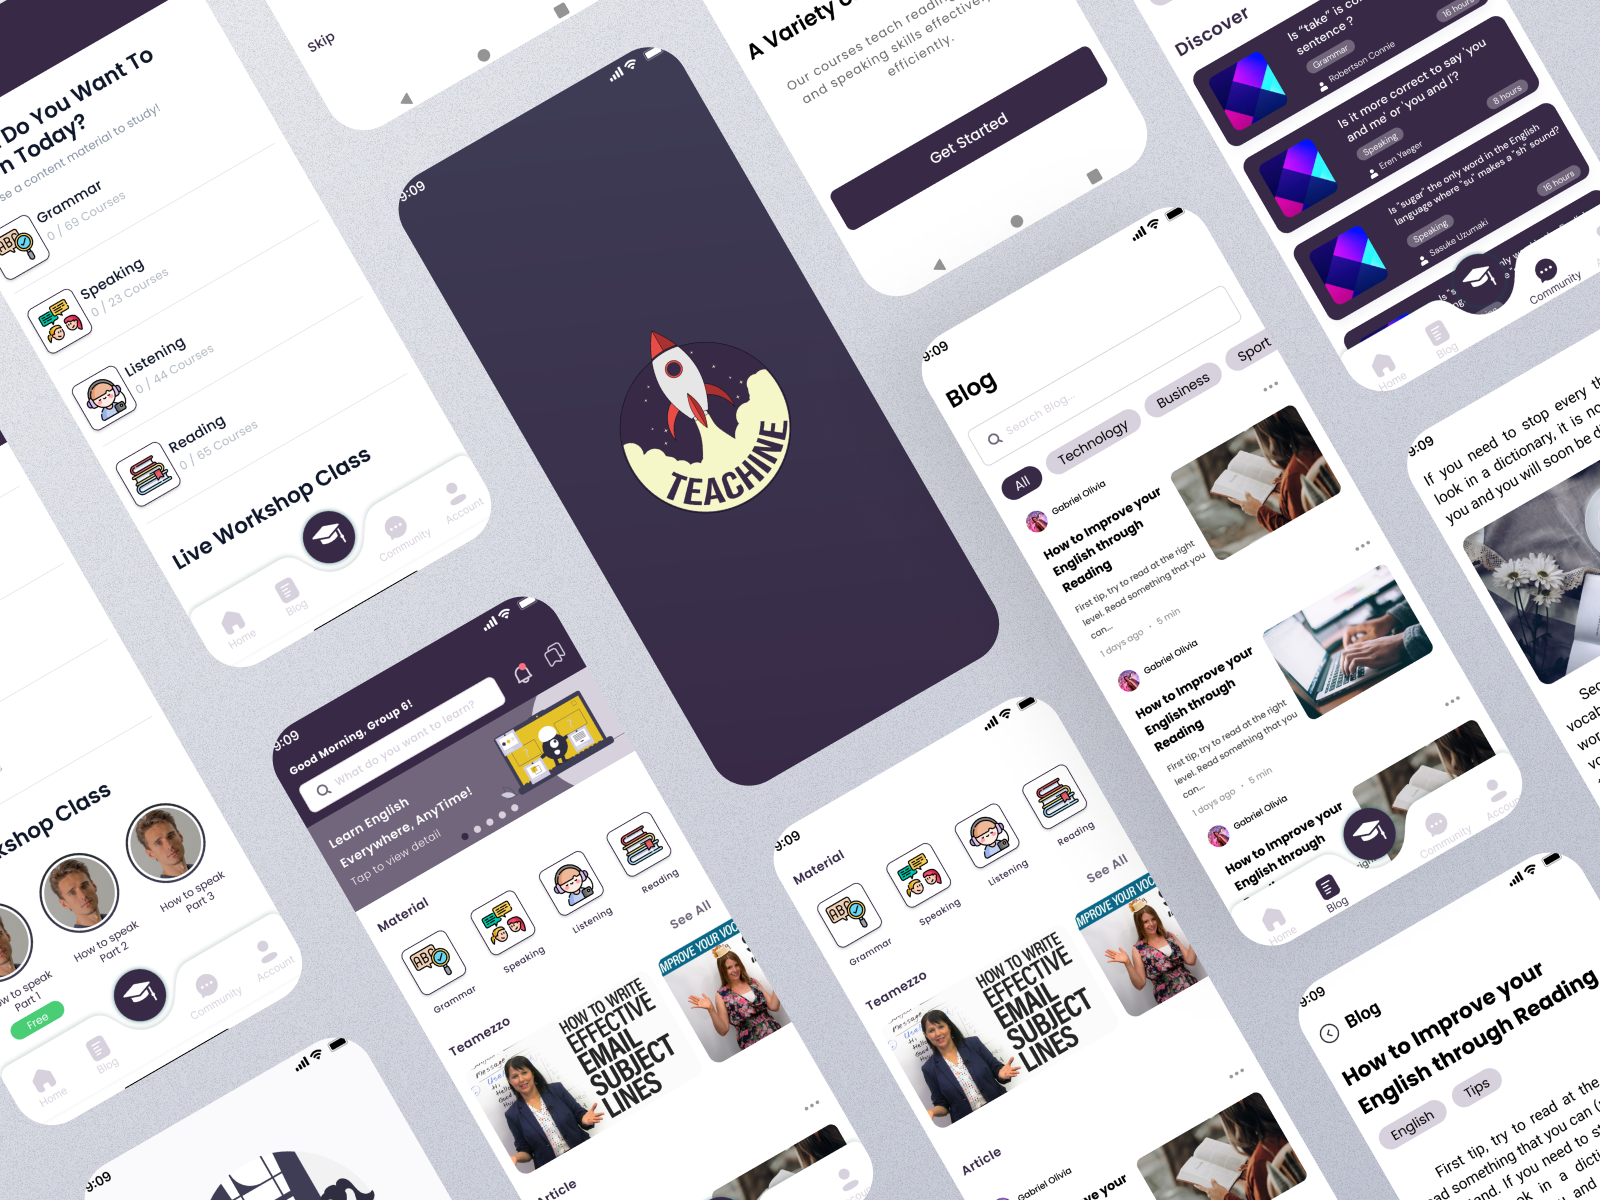 Do You Want To
n Today?
se a content material to study!
Grammar
0 / 69 Courses
Speaking
0 / 23 Courses
Listening
0 / 44 Courses
Reading
0 / 65 Courses
Live Workshop Class
Home
Blog
Community
Account
Skip
9:09
TEACHINE
A Variety o
Our courses teach reading
and speaking skills effectively
efficiently.
Get Started
Discover
Is "take" is co
sentence ?
Grammar
Robertson Connie
16 hours
Is it more correct to say 'you
and me' or 'you and I'?
Speaking
Eren Yaeger
8 hours
Is "sugar" the only word in the English
language where "su" makes a "sh" sound?
Speaking
Sasuke Uzumaki
16 hours
Home
Blog
Community
9:09
Blog
Search Blog...
All
Technology
Business
Sport
Gabriel Olivia
How to Improve your
English through
Reading
First tip, try to read at the right
level. Read something that you
can...
1 days ago • 5 min
Gabriel Olivia
How to Improve your
English through
Reading
First tip, try to read at the right
level. Read something that you
can...
1 days ago • 5 min
Gabriel Olivia
How to Improve your
English through
Home
Blog
Community
Account
9:09
If you need to stop every th
look in a dictionary, it is no
you and you will soon be di
Sec
vocab
wor
kshop Class
How to speak
Part 3
How to speak
Part 2
ow to speak
Part 1
Free
Home
Blog
Community
Account
9:09
9:09
Good Morning, Group 6!
What do you want to learn?
Learn English
Everywhere, AnyTime!
Tap to view detail
Material
Grammar
Speaking
Listening
Reading
Teamezzo
See All
HOW TO WRITE
EFFECTIVE
EMAIL
SUBJECT
LINES
MPROVE YOUR VOC
Article
9:09
Material
Grammar
Speaking
Listening
Reading
Teamezzo
See All
HOW TO WRITE
EFFECTIVE
EMAIL
SUBJECT
LINES
MPROVE YOUR VOC
Article
Gabriel Olivia
your
9:09
Blog
How to Improve your
English through Reading
English
Tips
First tip, try to read at the
ad something that you can (
and. If you need to st
k in a dicti
and